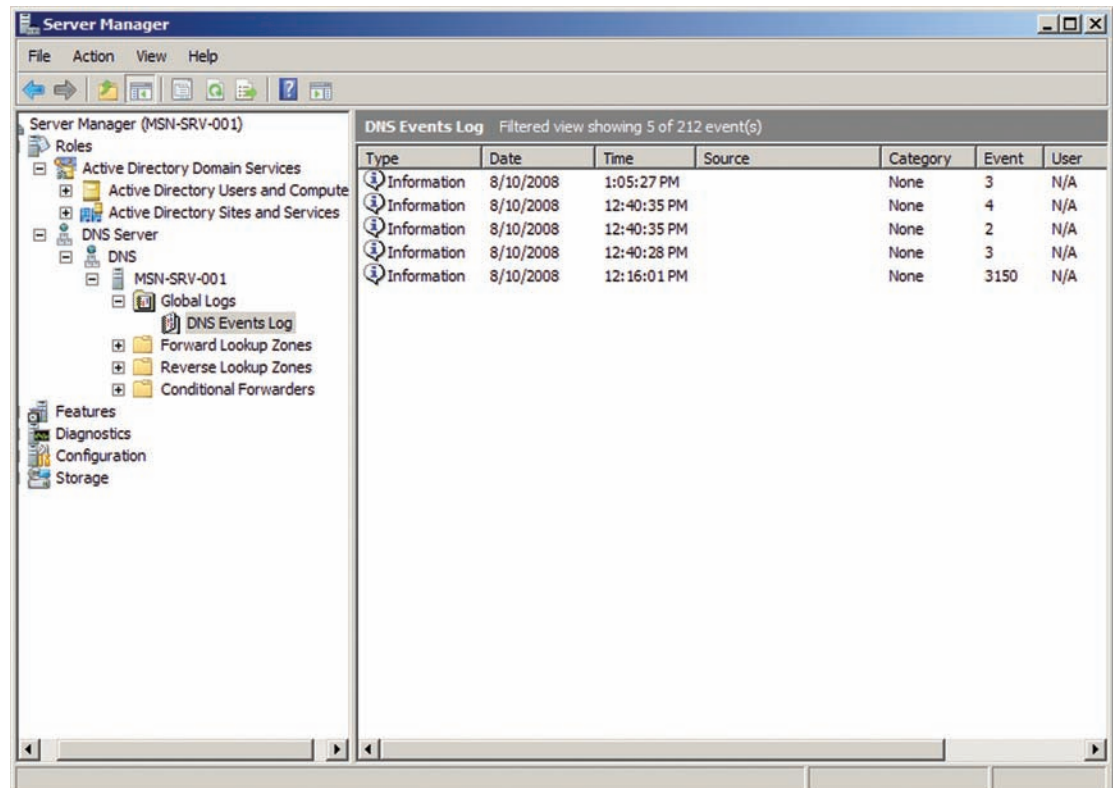 Server Manager
File Action View Help
Server Manager (MSN-SRV-001)
Roles
Active Directory Domain Services
Active Directory Users and Compute
Active Directory Sites and Services
DNS Server
DNS
MSN-SRV-001
Global Logs
DNS Events Log
Forward Lookup Zones
Reverse Lookup Zones
Conditional Forwarders
Features
Diagnostics
Configuration
Storage
DNS Events Log Filtered view showing 5 of 212 event(s)
Type Date Time Source Category Event User
Information 8/10/2008 1:05:27 PM None 3 N/A
Information 8/10/2008 12:40:35 PM None 4 N/A
Information 8/10/2008 12:40:35 PM None 2 N/A
Information 8/10/2008 12:40:28 PM None 3 N/A
Information 8/10/2008 12:16:01 PM None 3150 N/A